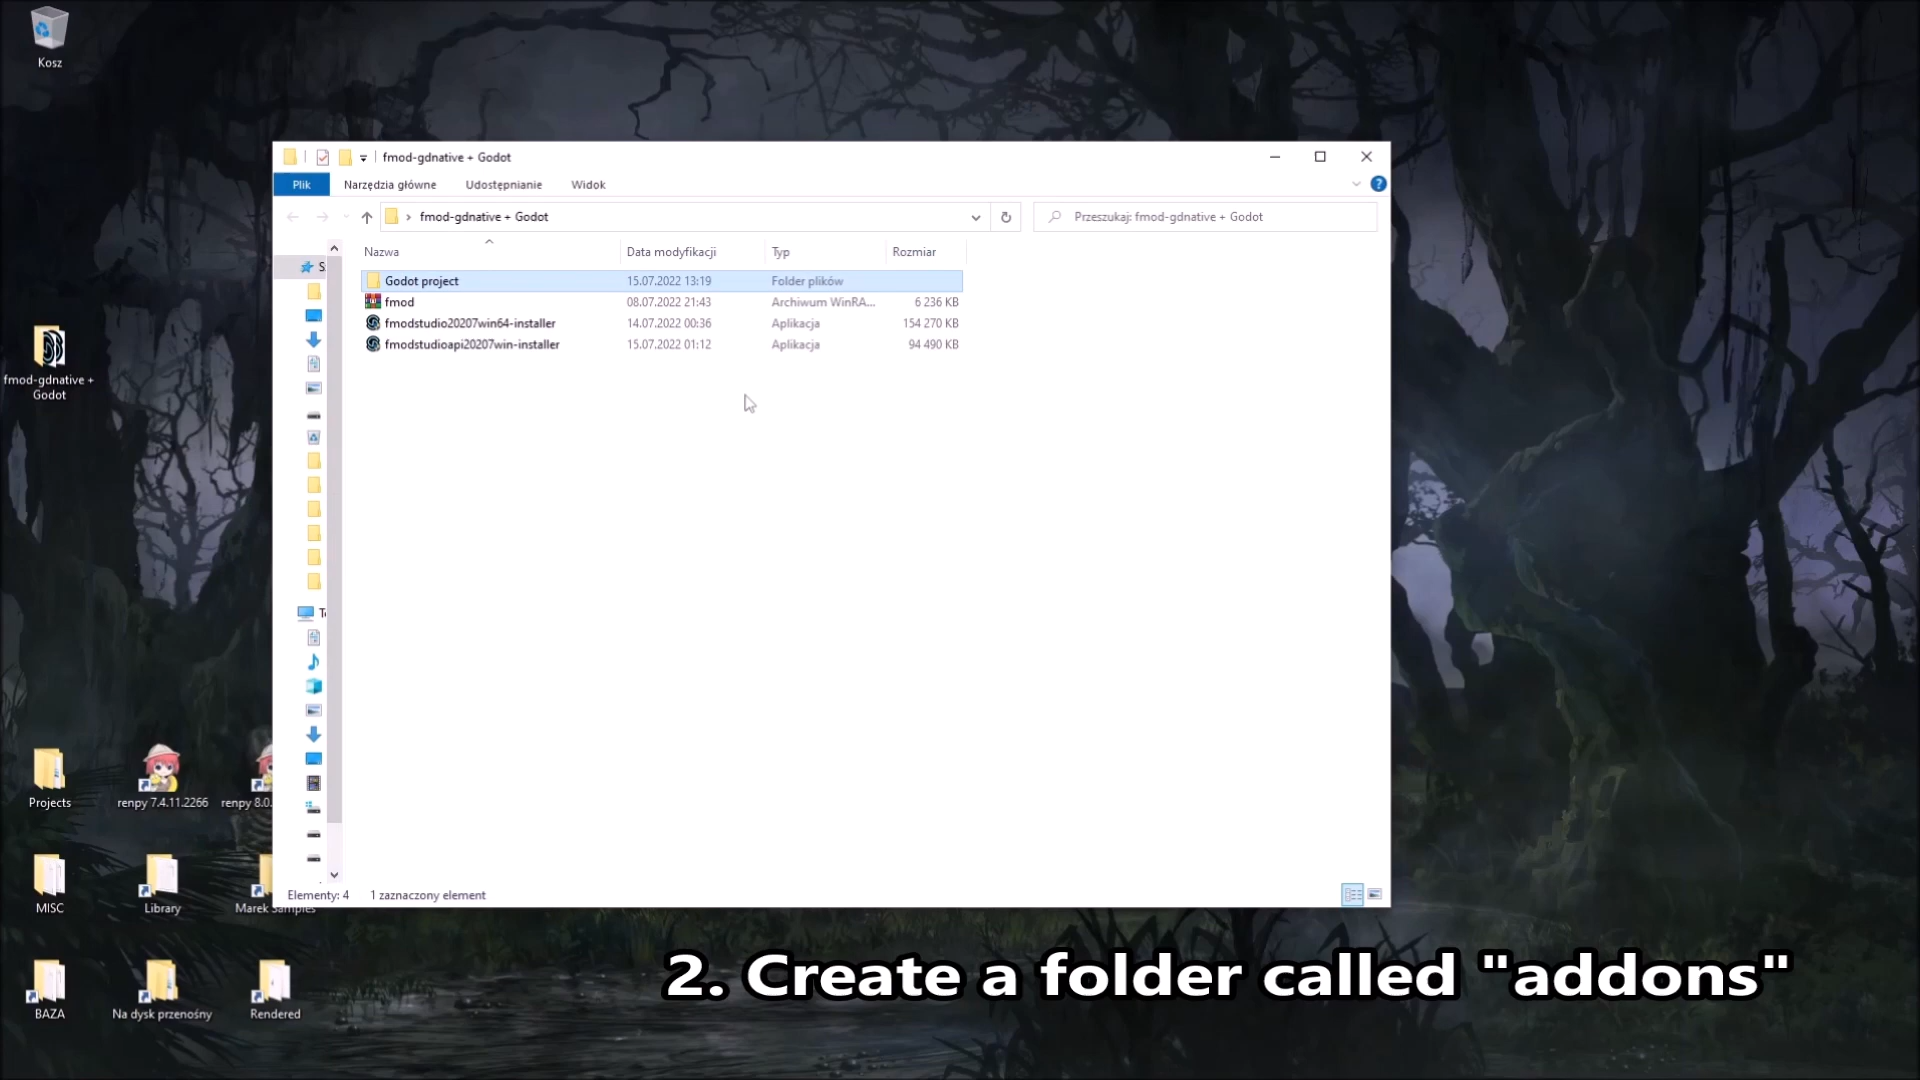 Kosz
fmod-gdnative + Godot
Plik
Narzędzia główne
Udostępnianie
Widok
fmod-gdnative + Godot
Przeszukaj: fmod-gdnative + Godot
Nazwa
Data modyfikacji
Typ
Rozmiar
Godot project 15.07.2022 13:19 Folder plików
fmod 08.07.2022 21:43 Archiwum WinRA... 6 236 KB
fmodstudio20207win64-installer 14.07.2022 00:36 Aplikacja 154 270 KB
fmodstudioapi20207win-installer 15.07.2022 01:12 Aplikacja 94 490 KB
fmod-gdnative +
Godot
Projects
renpy 7.4.11.2266
renpy 8.0.
MISC
Library
Marek Samples
Elementy: 4
1 zaznaczony element
BAZA
Na dysk przenośny
Rendered
2. Create a folder called "addons"